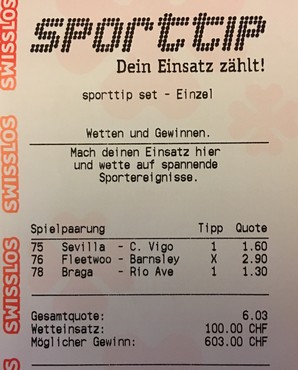 SPORTTIP
Dein Einsatz zählt!
sporttip set - Einzel
Wetten und Gewinnen.
Mach deinen Einsatz hier
und wette auf spannende
Sportereignisse.
Spielpaarung Tipp Quote
75 Sevilla - C. Vigo 1 1.60
76 Fleetwoo - Barnsley X 2.90
78 Braga - Rio Ave 1 1.30
Gesamtquote: 6.03
Wetteinsatz: 100.00 CHF
Möglicher Gewinn: 603.00 CHF
SWISSLOS
SWISSLOS
SWISSLOS